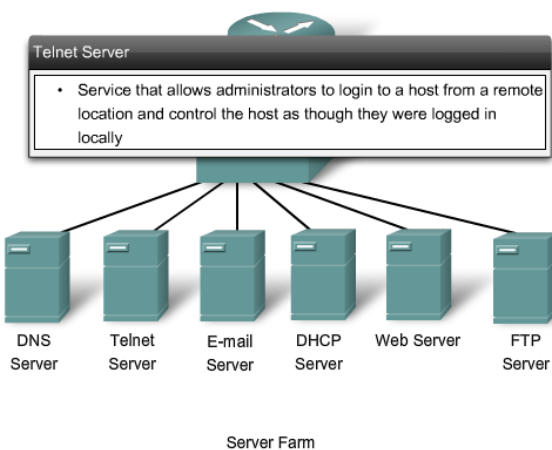 Telnet Server
• Service that allows administrators to login to a host from a remote
location and control the host as though they were logged in
locally
DNS Server
Telnet Server
E-mail Server
DHCP Server
Web Server
FTP Server
Server Farm